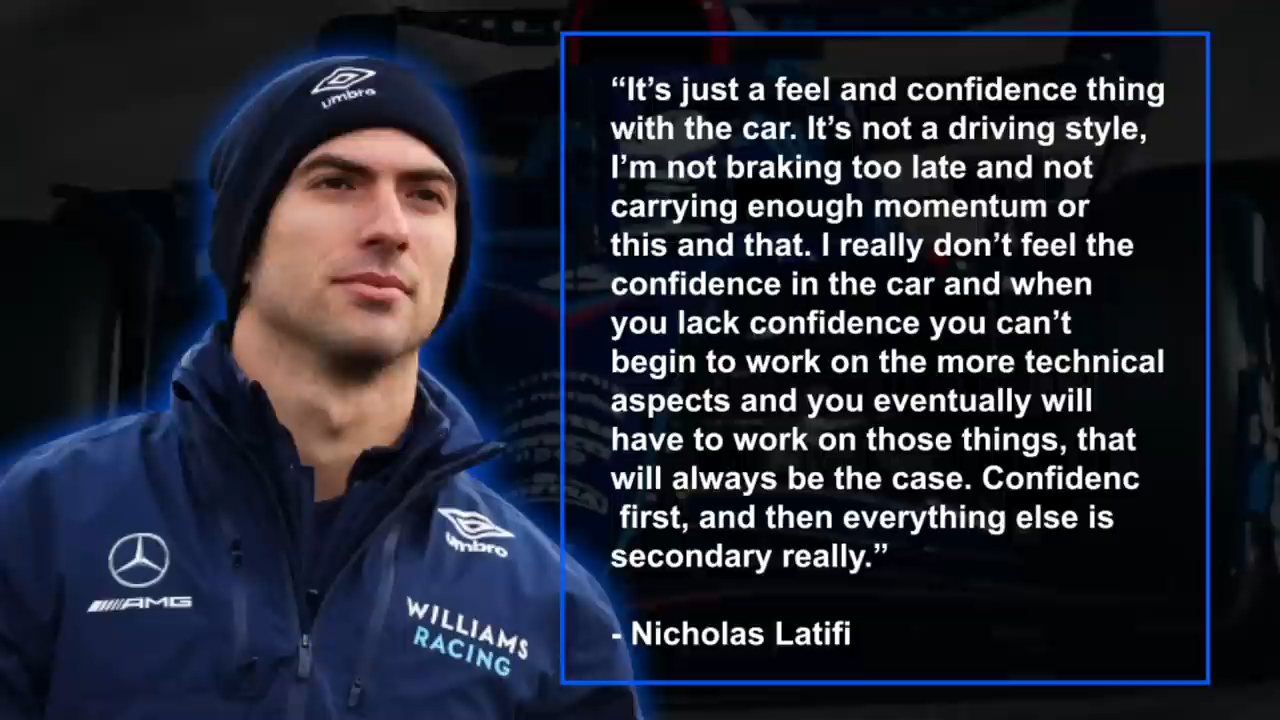 umbro
“It’s just a feel and confidence thing
with the car. It’s not a driving style,
I’m not braking too late and not
carrying enough momentum or
this and that. I really don’t feel the
confidence in the car and when
you lack confidence you can’t
begin to work on the more technical
aspects and you eventually will
have to work on those things, that
will always be the case. Confidenc
first, and then everything else is
secondary really.”
- Nicholas Latifi
umbro
AMG
WILLIAMS
RACING